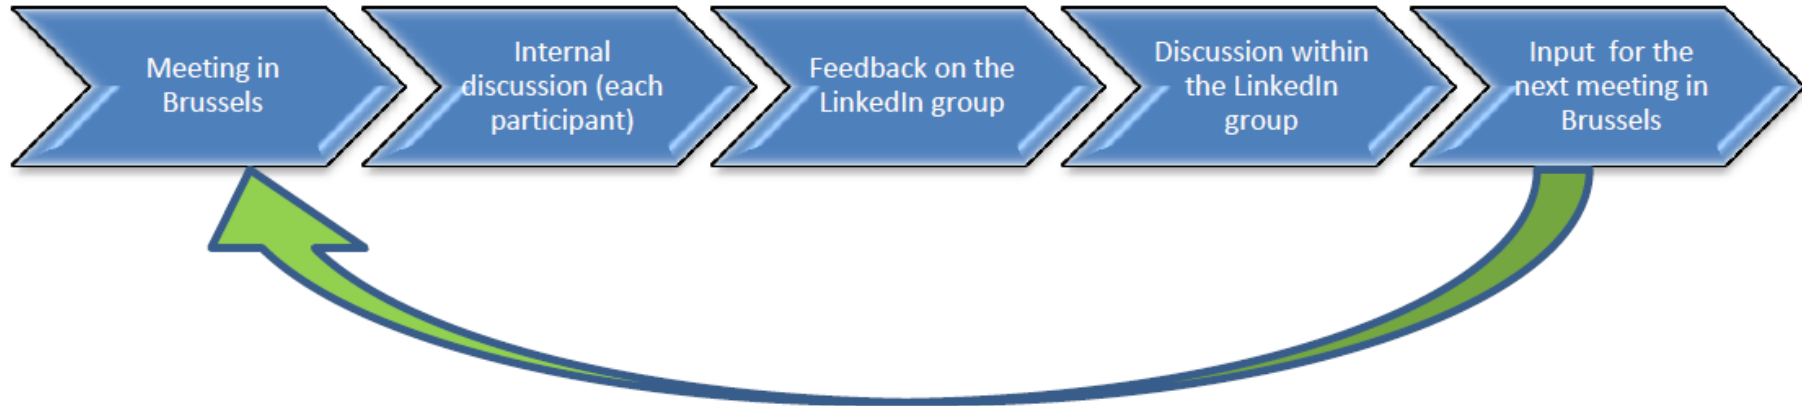 Meeting in
Brussels
Internal
discussion (each
participant)
Feedback on the
LinkedIn group
Discussion within
the LinkedIn
group
Input  for the
next meeting in
Brussels